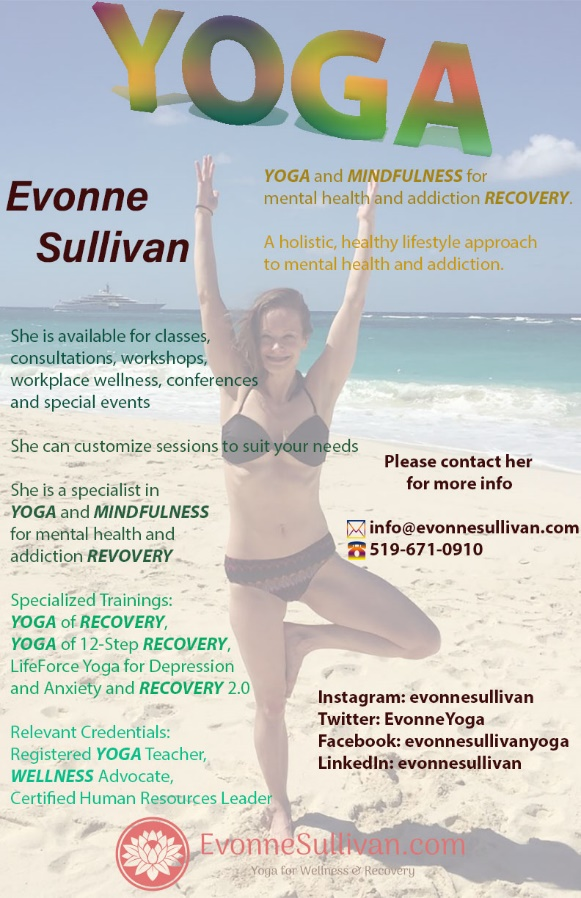 YOGA
Evonne
Sullivan
YOGA and MINDFULNESS for
mental health and addiction RECOVERY.
A holistic, healthy lifestyle approach
to mental health and addiction.
She is available for classes,
consultations, workshops,
workplace wellness, conferences
and special events
She can customize sessions to suit your needs
She is a specialist in
YOGA and MINDFULNESS
for mental health and
addiction REVOVERY
Specialized Trainings:
YOGA of RECOVERY,
YOGA of 12-Step RECOVERY,
LifeForce Yoga for Depression
and Anxiety and RECOVERY 2.0
Relevant Credentials:
Registered YOGA Teacher,
WELLNESS Advocate,
Certified Human Resources Leader
Please contact her
for more info
info@evonnesullivan.com
519-671-0910
Instagram: evonnesullivan
Twitter: EvonneYoga
Facebook: evonnesullivanyoga
LinkedIn: evonnesullivan
EvonneSullivan.com
Yoga for Wellness & Recovery